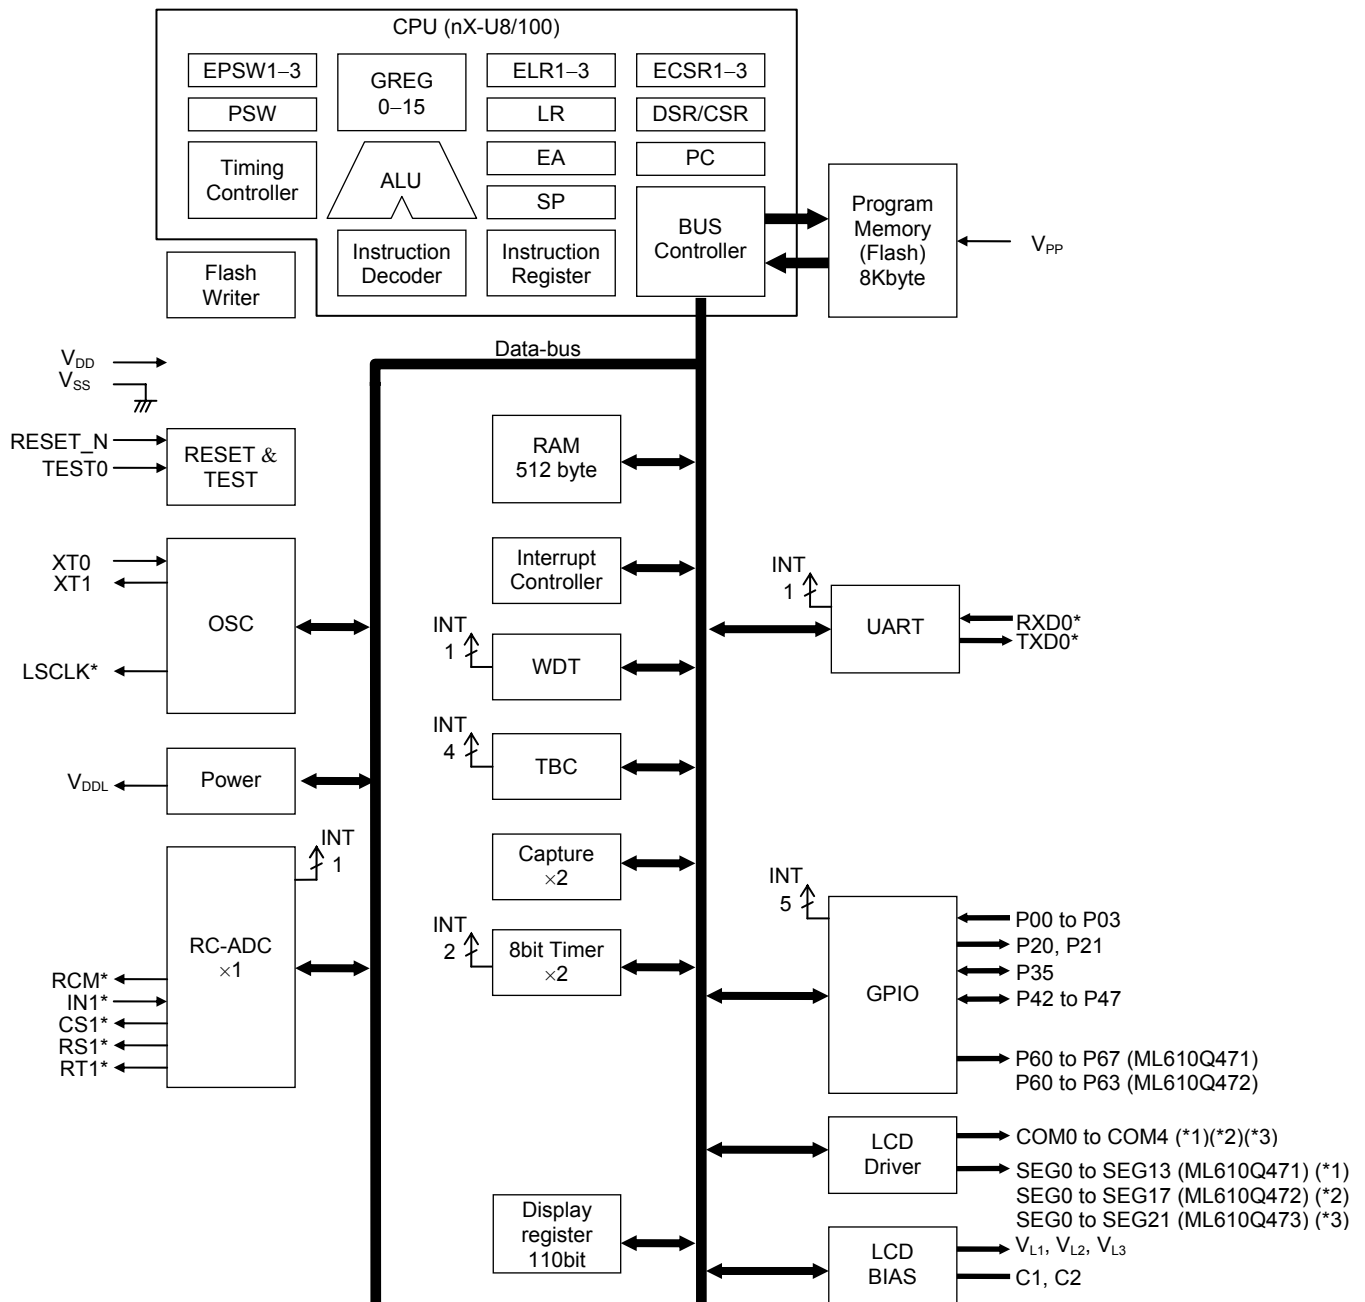 CPU (nX-U8/100)
EPSW1–3
GREG
0–15
ELR1–3
ECSR1–3
PSW
LR
DSR/CSR
Timing
Controller
ALU
EA
PC
SP
BUS
Controller
Program
Memory
(Flash)
8Kbyte
VPP
Instruction
Decoder
Instruction
Register
Flash
Writer
Data-bus
VDD
VSS
RESET_N
TEST0
RESET &
TEST
RAM
512 byte
XT0
XT1
OSC
LSCLK*
Interrupt
Controller
INT
1
WDT
INT
1
UART
RXD0*
TXD0*
INT
4
TBC
VDDL
Power
INT
1
RC-ADC
×1
RCM*
IN1*
CS1*
RS1*
RT1*
Capture
×2
INT
2
8bit Timer
×2
INT
5
GPIO
P00 to P03
P20, P21
P35
P42 to P47
P60 to P67 (ML610Q471)
P60 to P63 (ML610Q472)
LCD
Driver
COM0 to COM4 (*1)(*2)(*3)
SEG0 to SEG13 (ML610Q471) (*1)
SEG0 to SEG17 (ML610Q472) (*2)
SEG0 to SEG21 (ML610Q473) (*3)
Display
register
110bit
LCD
BIAS
VL1, VL2, VL3
C1, C2